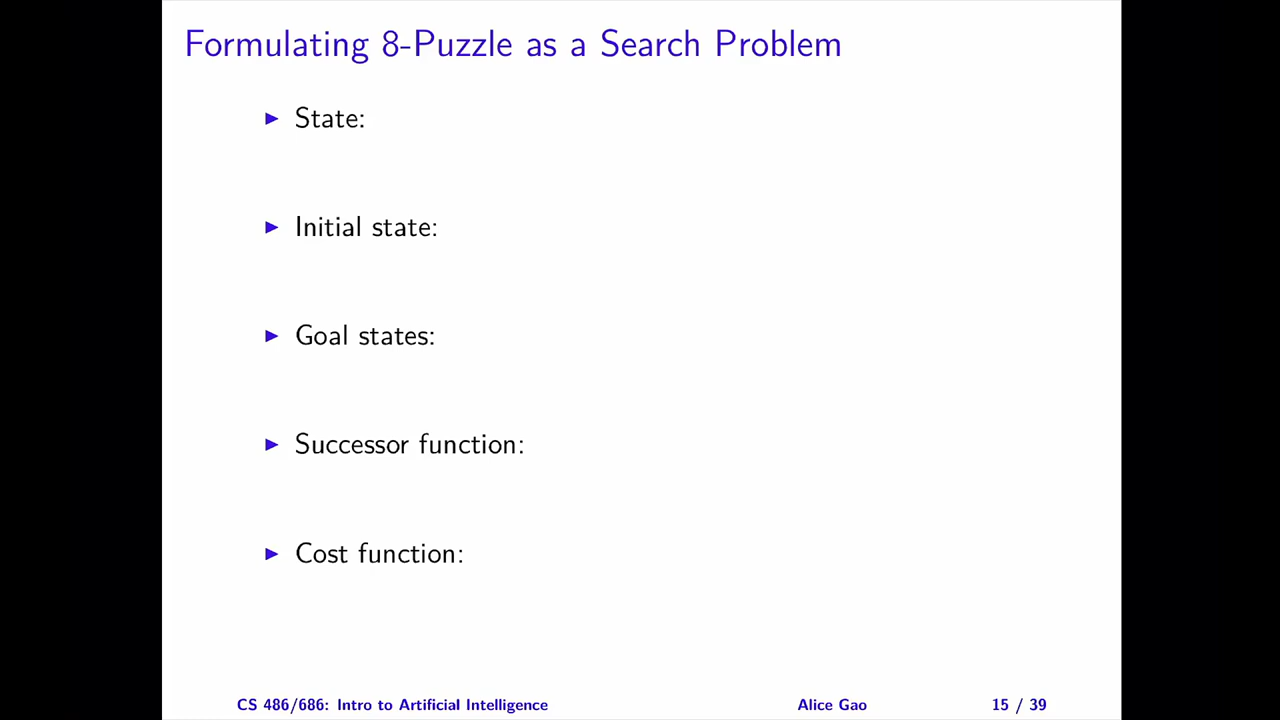 Formulating 8-Puzzle as a Search Problem
▶ State:
▶ Initial state:
▶ Goal states:
▶ Successor function:
▶ Cost function:
CS 486/686: Intro to Artificial Intelligence Alice Gao 15 / 39